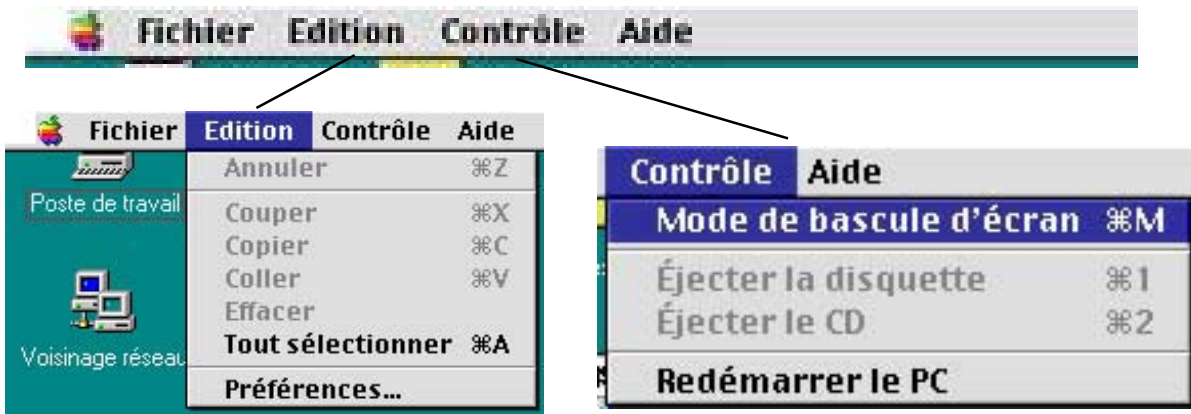 Fichier Edition Contrôle Aide
Fichier Edition Contrôle Aide
Poste de travail
Annuler ⌘Z
Couper ⌘X
Copier ⌘C
Coller ⌘V
Effacer
Tout sélectionner ⌘A
Préférences...
Voisinage réseau
Contrôle Aide
Mode de bascule d'écran ⌘M
Éjecter la disquette ⌘1
Éjecter le CD ⌘2
Redémarrer le PC